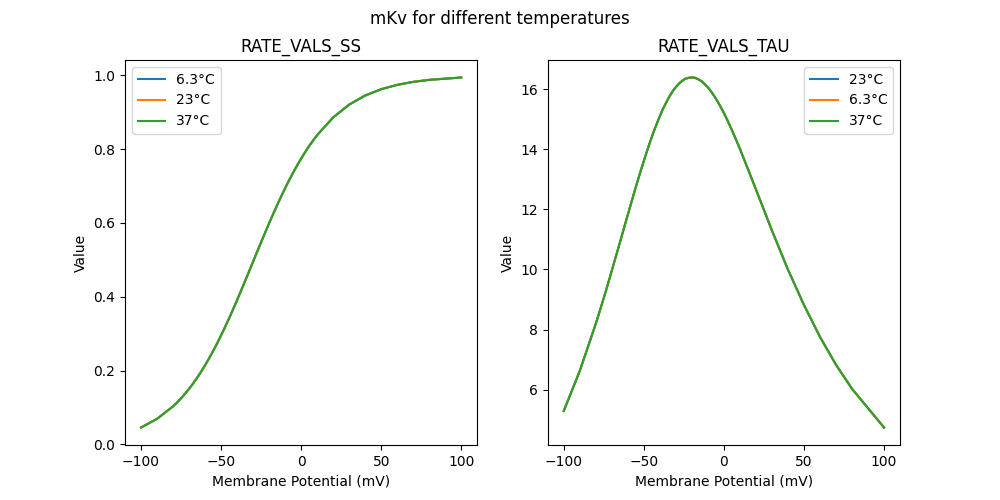 mKv for different temperatures
RATE_VALS_SS
6.3°C
23°C
37°C
1.0
0.8
0.6
0.4
0.2
0.0
Value
−100
−50
0
50
100
Membrane Potential (mV)
RATE_VALS_TAU
23°C
6.3°C
37°C
16
14
12
10
8
6
Value
−100
−50
0
50
100
Membrane Potential (mV)